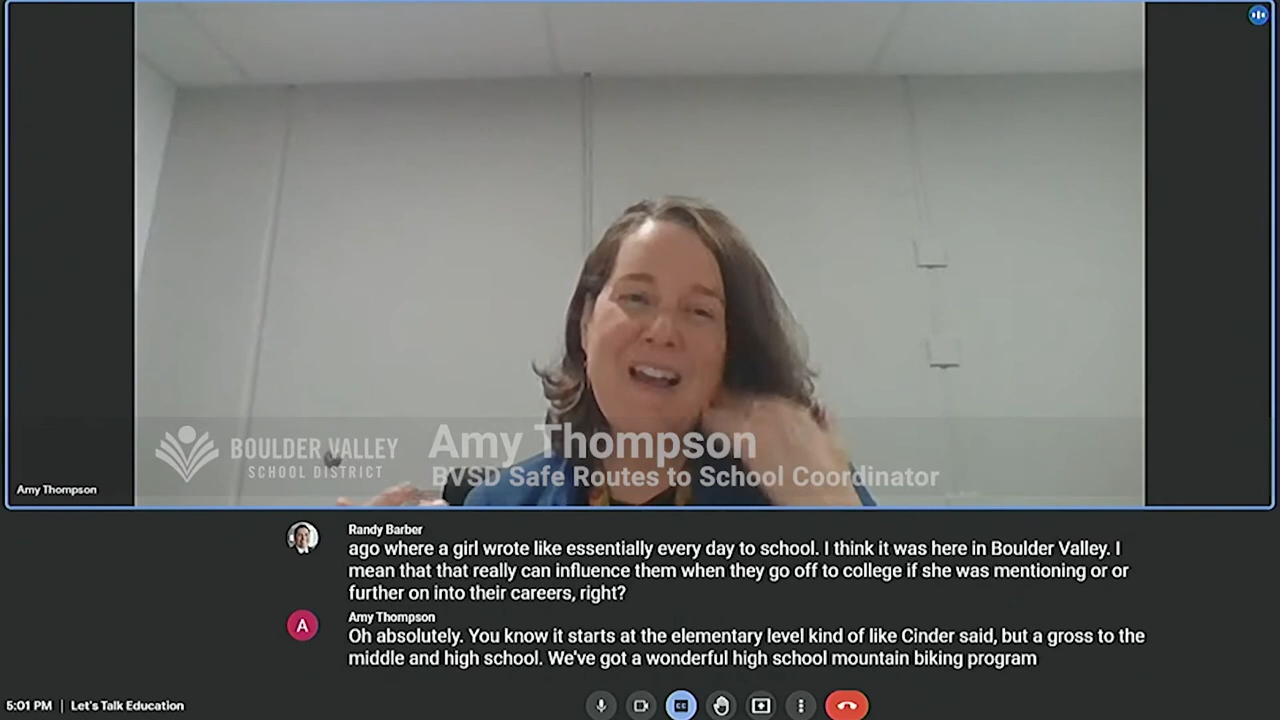 Amy Thompson
BOULDER VALLEY
SCHOOL DISTRICT
BVSD Safe Routes to School Coordinator
Amy Thompson
Randy Barber
ago where a girl wrote like essentially every day to school. I think it was here in Boulder Valley. I
mean that that really can influence them when they go off to college if she was mentioning or or
further on into their careers, right?
A
Amy Thompson
Oh absolutely. You know it starts at the elementary level kind of like Cinder said, but a gross to the
middle and high school. We've got a wonderful high school mountain biking program
5:01 PM | Let's Talk Education